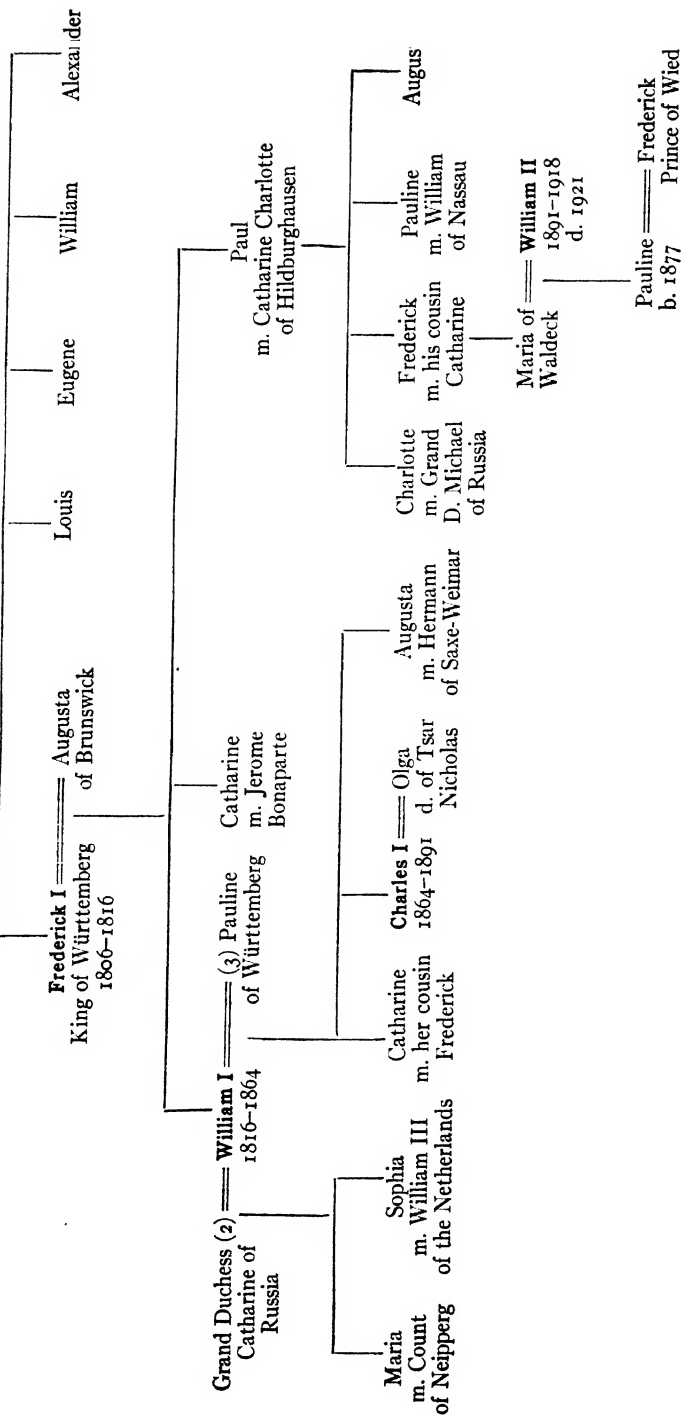 Frederick I
King of Württemberg
1806–1816
Augusta
of Brunswick
Louis
Eugene
William
Alexander
Grand Duchess (2)
Catharine of
Russia
William I
1816–1864
(3) Pauline
of Württemberg
Catharine
m. Jerome
Bonaparte
Paul
m. Catharine Charlotte
of Hildburghausen
Maria
m. Count
of Neipperg
Sophia
m. William III
of the Netherlands
Catharine
m. her cousin
Frederick
Charles I
1864–1891
Olga
d. of Tsar
Nicholas
Augusta
m. Hermann
of Saxe-Weimar
Charlotte
m. Grand
D. Michael
of Russia
Frederick
m. his cousin
Catharine
Pauline
m. William
of Nassau
Augus
Maria of
Waldeck
William II
1891–1918
d. 1921
Pauline
b. 1877
Frederick
Prince of Wied